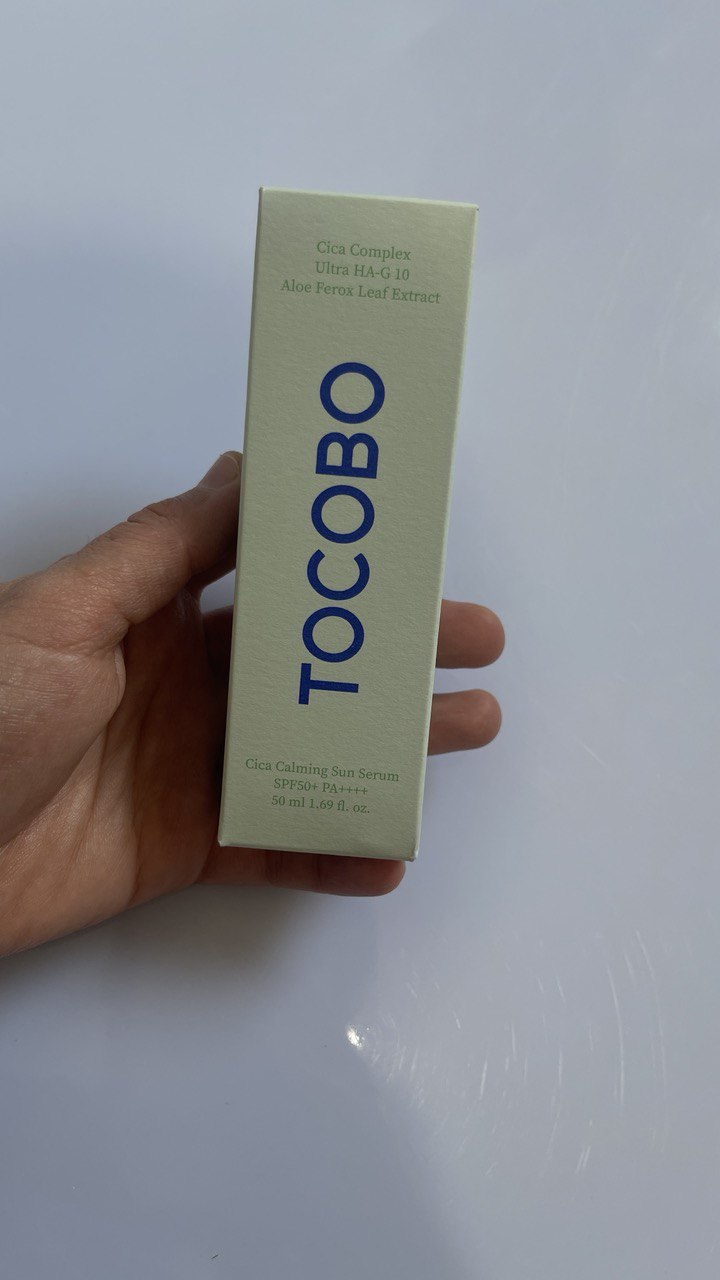 Cica Complex
Ultra HA-G 10
Aloe Ferox Leaf Extract
TOCOBO
Cica Calming Sun Serum
SPF50+ PA++++
50 ml 1.69 fl. oz.